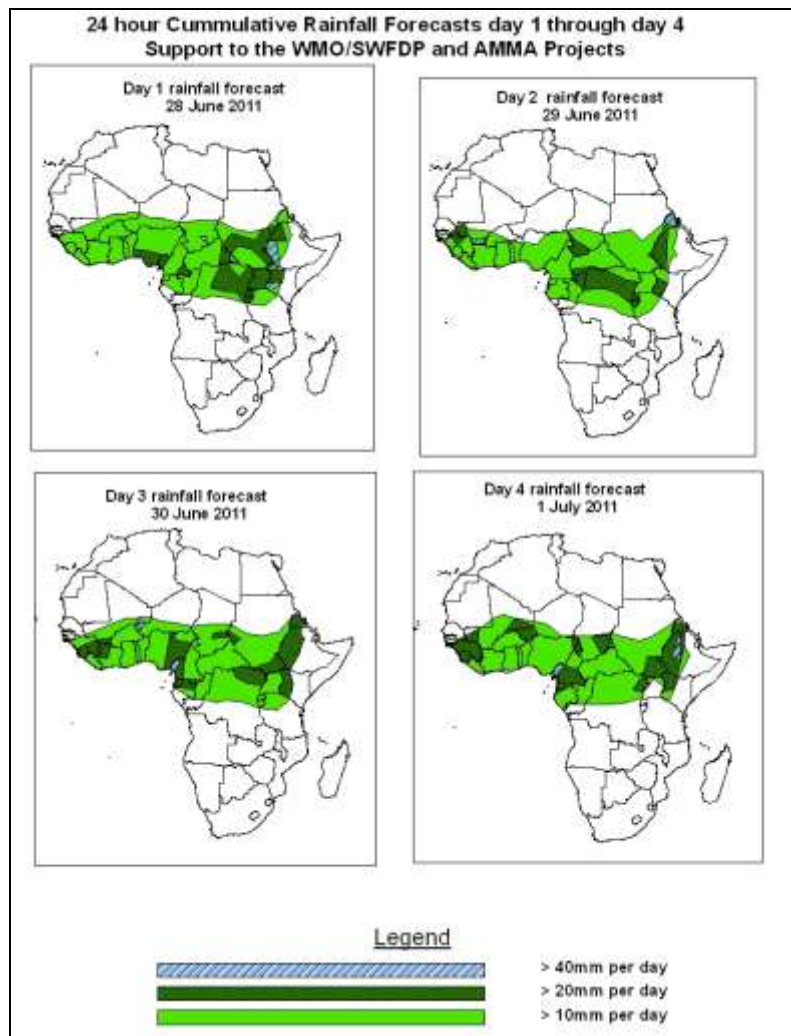 24 hour Cummulative Rainfall Forecasts day 1 through day 4
Support to the WMO/SWFDP and AMMA Projects
Day 1 rainfall forecast
28 June 2011
Day 2 rainfall forecast
29 June 2011
Day 3 rainfall forecast
30 June 2011
Day 4 rainfall forecast
1 July 2011
Legend
> 40mm per day
> 20mm per day
> 10mm per day